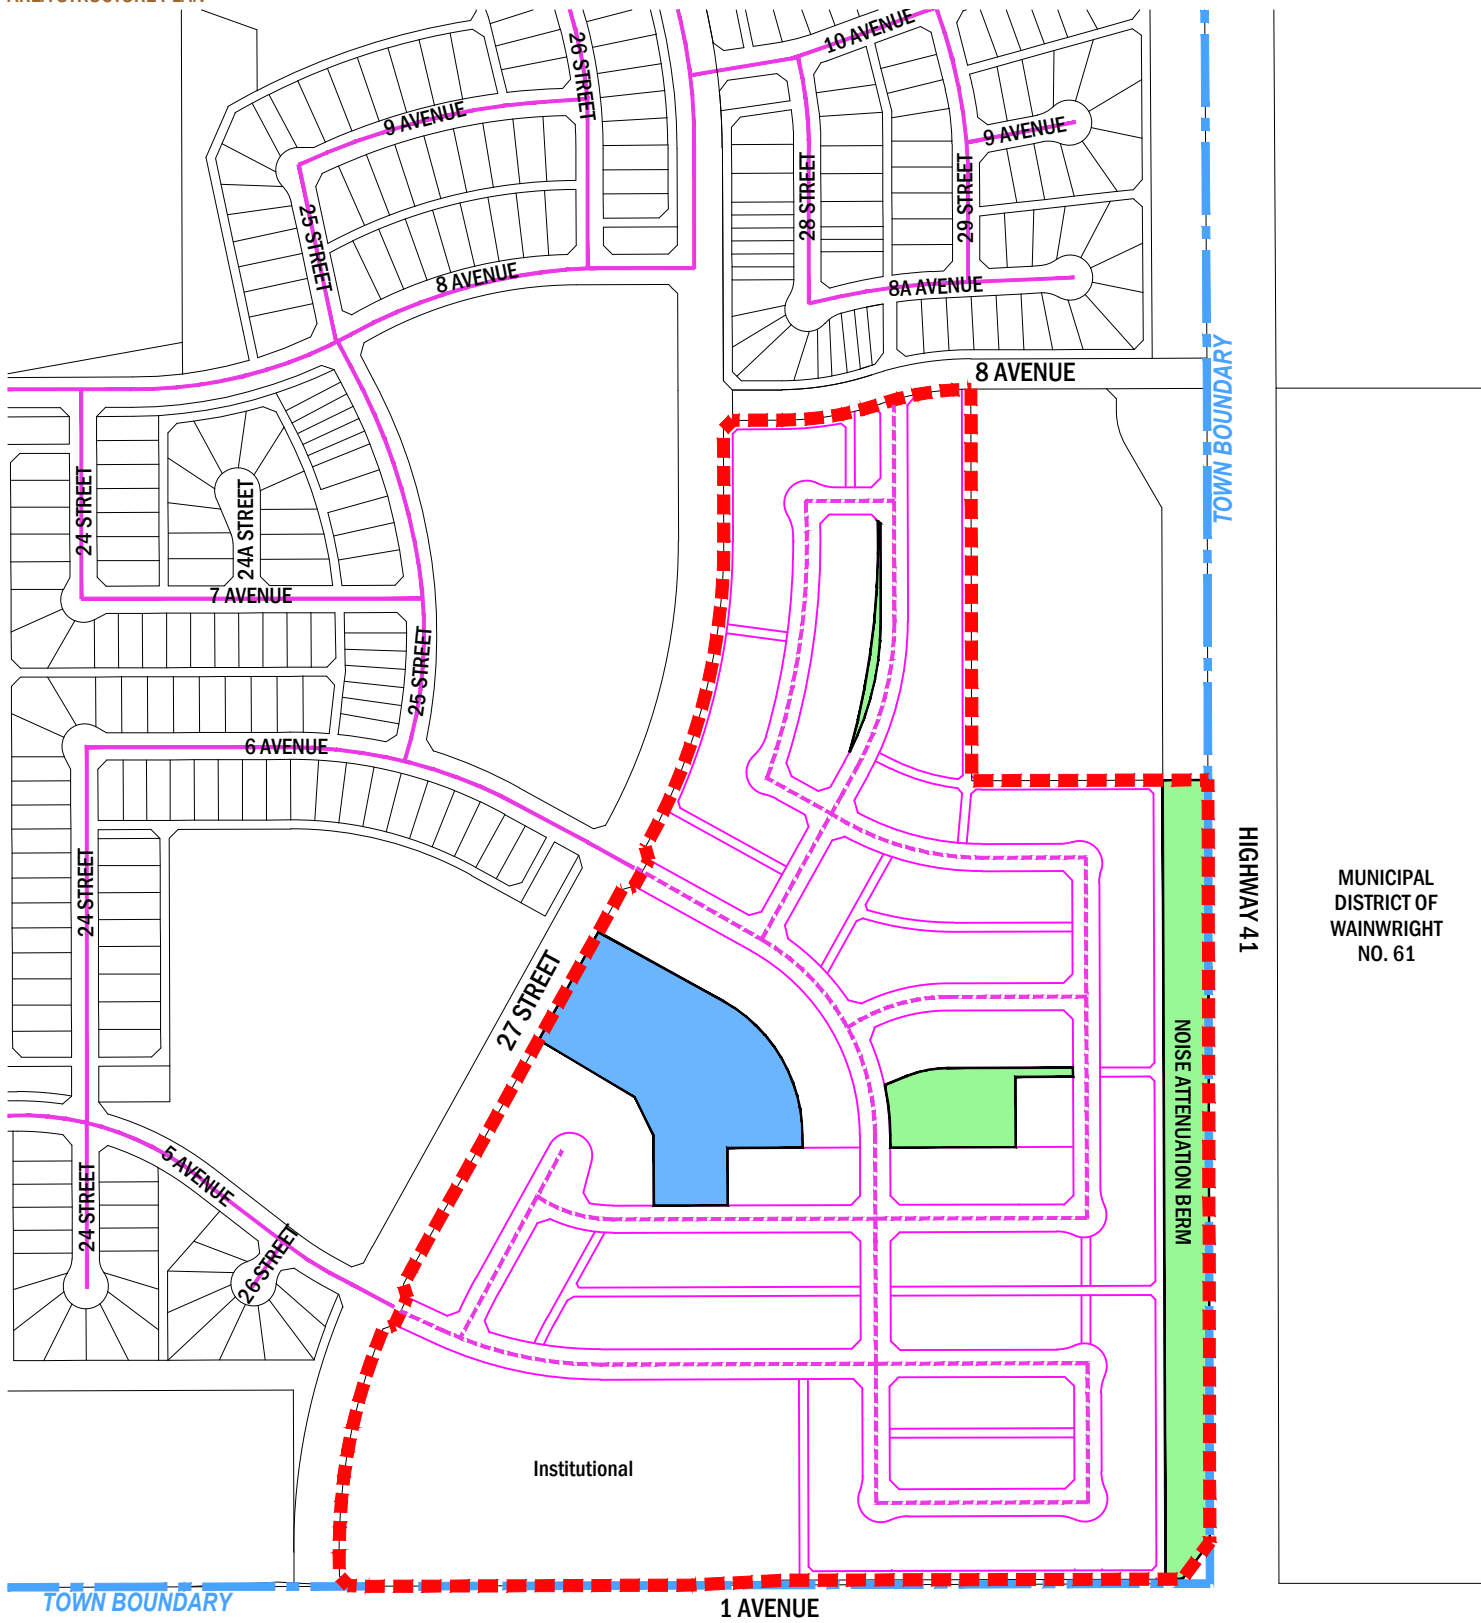 AREA STRUCTURE PLAN
26 STREET
10 AVENUE
9 AVENUE
9 AVENUE
25 STREET
28 STREET
29 STREET
8 AVENUE
8A AVENUE
8 AVENUE
TOWN BOUNDARY
24 STREET
24A STREET
7 AVENUE
25 STREET
6 AVENUE
24 STREET
HIGHWAY 41
MUNICIPAL
DISTRICT OF
WAINWRIGHT
NO. 61
27 STREET
NOISE ATTENUATION BERM
5 AVENUE
24 STREET
26 STREET
Institutional
TOWN BOUNDARY
1 AVENUE